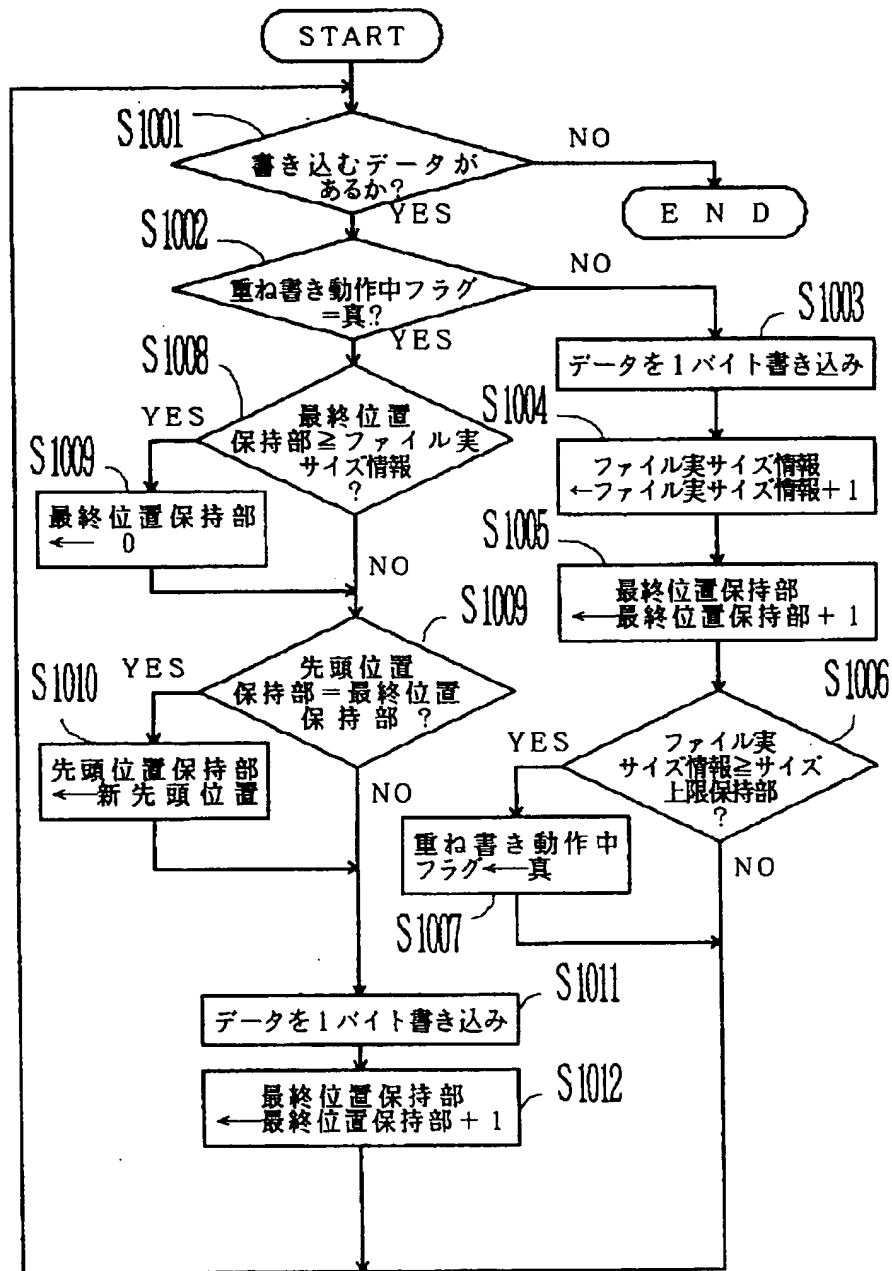 START
S1001
書き込むデータが
あるか?
NO
END
YES
S1002
重ね書き動作中フラグ
=真?
NO
YES
S1003
データを1バイト書き込み
S1004
ファイル実サイズ情報
←ファイル実サイズ情報+1
S1005
最終位置保持部
←最終位置保持部+1
S1006
ファイル実
サイズ情報≧サイズ
上限保持部
?
YES
重ね書き動作中
フラグ←真
S1007
NO
S1008
最終位置
保持部≧ファイル実
サイズ情報
?
YES
S1009
最終位置保持部
← 0
NO
S1009
先頭位置
保持部=最終位置
保持部?
YES
S1010
先頭位置保持部
←新先頭位置
NO
S1011
データを1バイト書き込み
S1012
最終位置保持部
←最終位置保持部+1